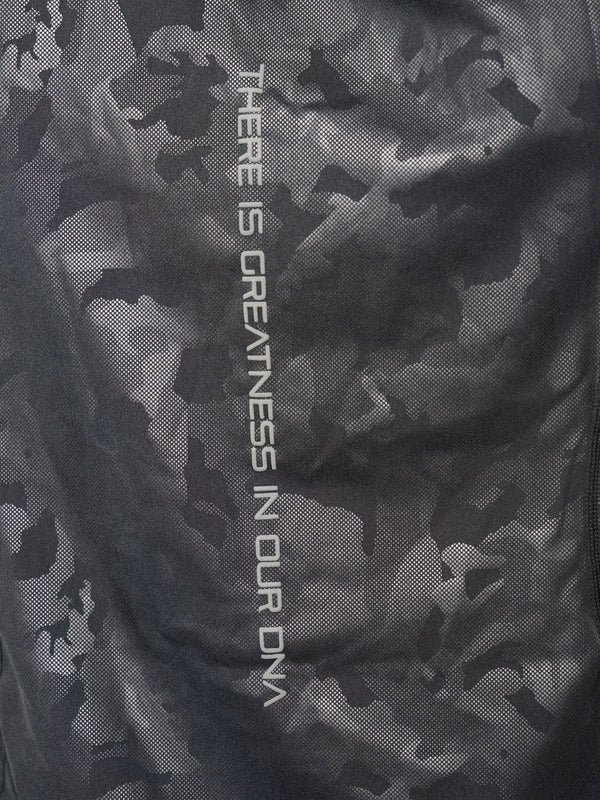 THERE IS GREATNESS IN OUR DNA